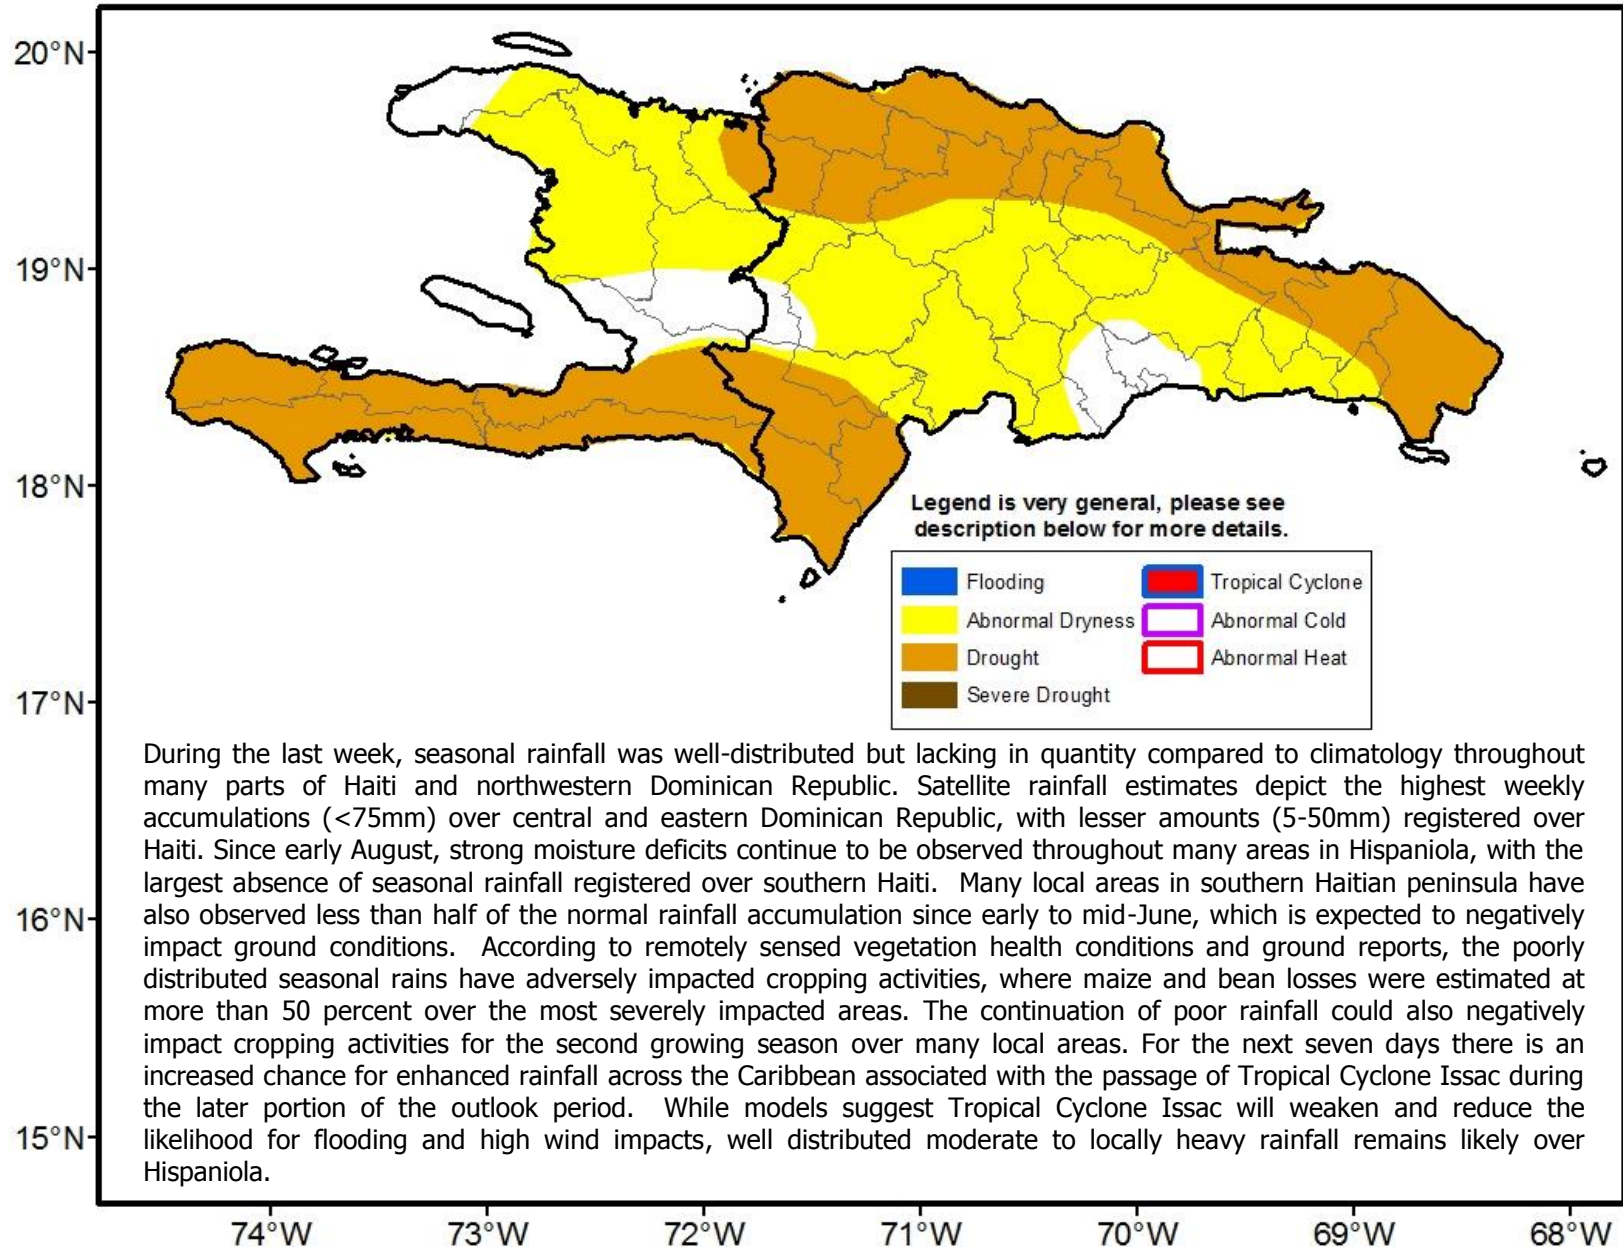 20°N
19°N
18°N
17°N
16°N
15°N
Legend is very general, please see
description below for more details.
Flooding
Tropical Cyclone
Abnormal Dryness
Abnormal Cold
Drought
Abnormal Heat
Severe Drought
During the last week, seasonal rainfall was well-distributed but lacking in quantity compared to climatology throughout
many parts of Haiti and northwestern Dominican Republic. Satellite rainfall estimates depict the highest weekly
accumulations (<75mm) over central and eastern Dominican Republic, with lesser amounts (5-50mm) registered over
Haiti. Since early August, strong moisture deficits continue to be observed throughout many areas in Hispaniola, with the
largest absence of seasonal rainfall registered over southern Haiti. Many local areas in southern Haitian peninsula have
also observed less than half of the normal rainfall accumulation since early to mid-June, which is expected to negatively
impact ground conditions. According to remotely sensed vegetation health conditions and ground reports, the poorly
distributed seasonal rains have adversely impacted cropping activities, where maize and bean losses were estimated at
more than 50 percent over the most severely impacted areas. The continuation of poor rainfall could also negatively
impact cropping activities for the second growing season over many local areas. For the next seven days there is an
increased chance for enhanced rainfall across the Caribbean associated with the passage of Tropical Cyclone Issac during
the later portion of the outlook period. While models suggest Tropical Cyclone Issac will weaken and reduce the
likelihood for flooding and high wind impacts, well distributed moderate to locally heavy rainfall remains likely over
Hispaniola.
74°W 73°W 72°W 71°W 70°W 69°W 68°W